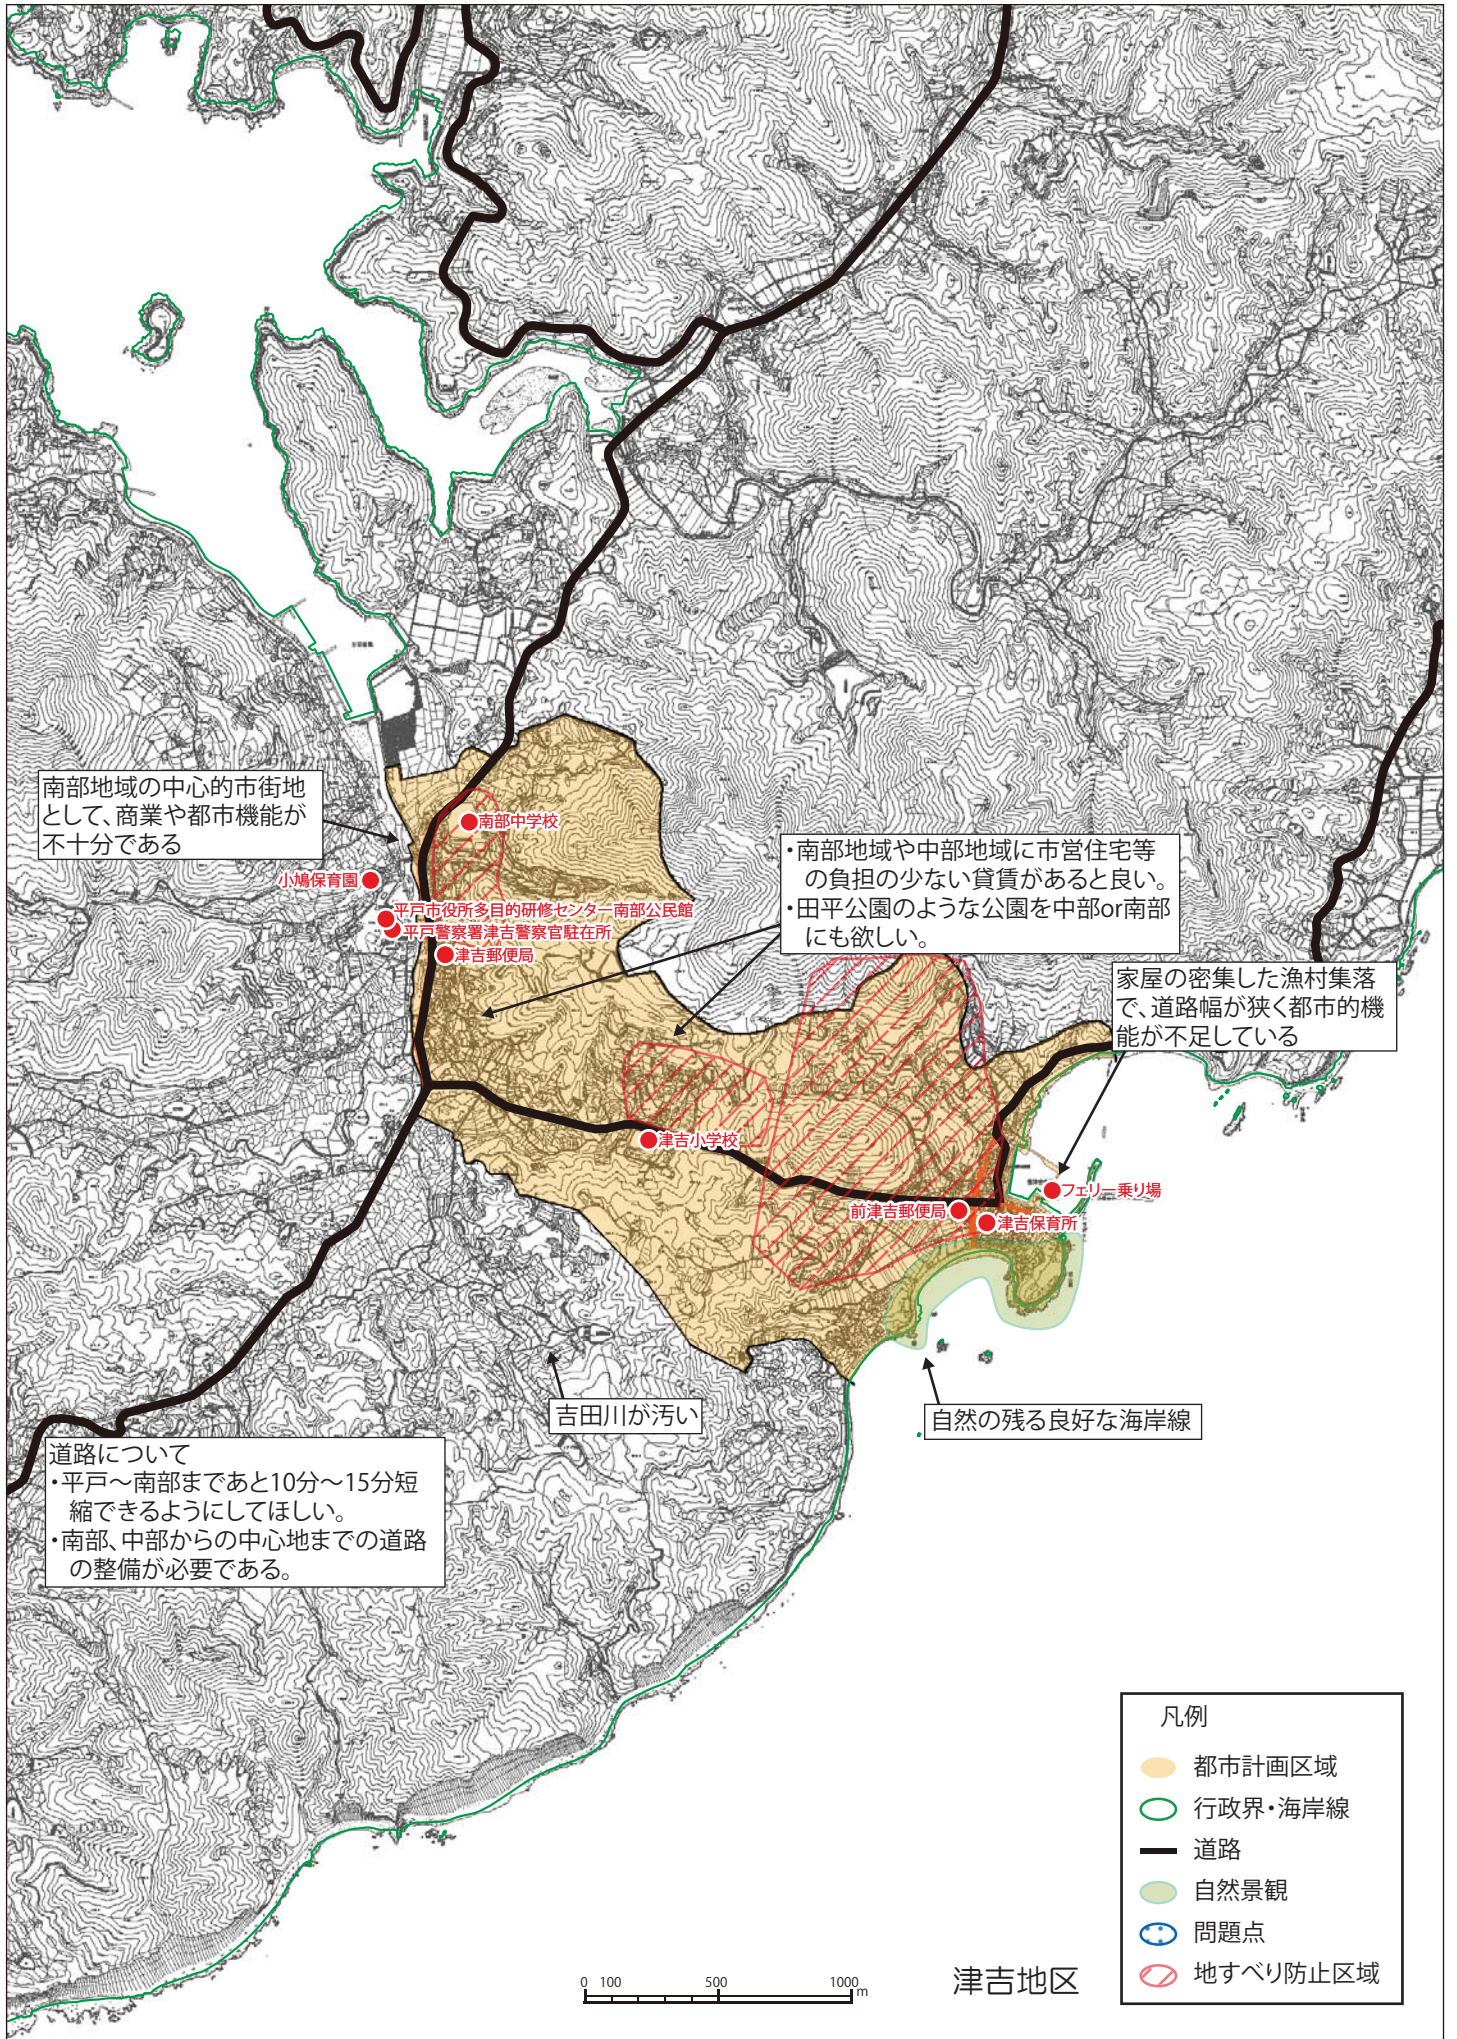 南部地域の中心的市街地
として、商業や都市機能が
不十分である
南部中学校
小鳩保育園
平戸市役所多目的研修センター南部公民館
平戸警察署津吉警察官駐在所
津吉郵便局
・南部地域や中部地域に市営住宅等
の負担の少ない貸賃があると良い。
・田平公園のような公園を中部or南部
にも欲しい。
家屋の密集した漁村集落
で、道路幅が狭く都市的機
能が不足している
津吉小学校
フェリー乗り場
前津吉郵便局
津吉保育所
吉田川が汚い
自然の残る良好な海岸線
道路について
・平戸～南部まであと10分～15分短
縮できるようにしてほしい。
・南部、中部からの中心地までの道路
の整備が必要である。
凡例
都市計画区域
行政界・海岸線
道路
自然景観
問題点
地すべり防止区域
0 100 500 1000 m
津吉地区